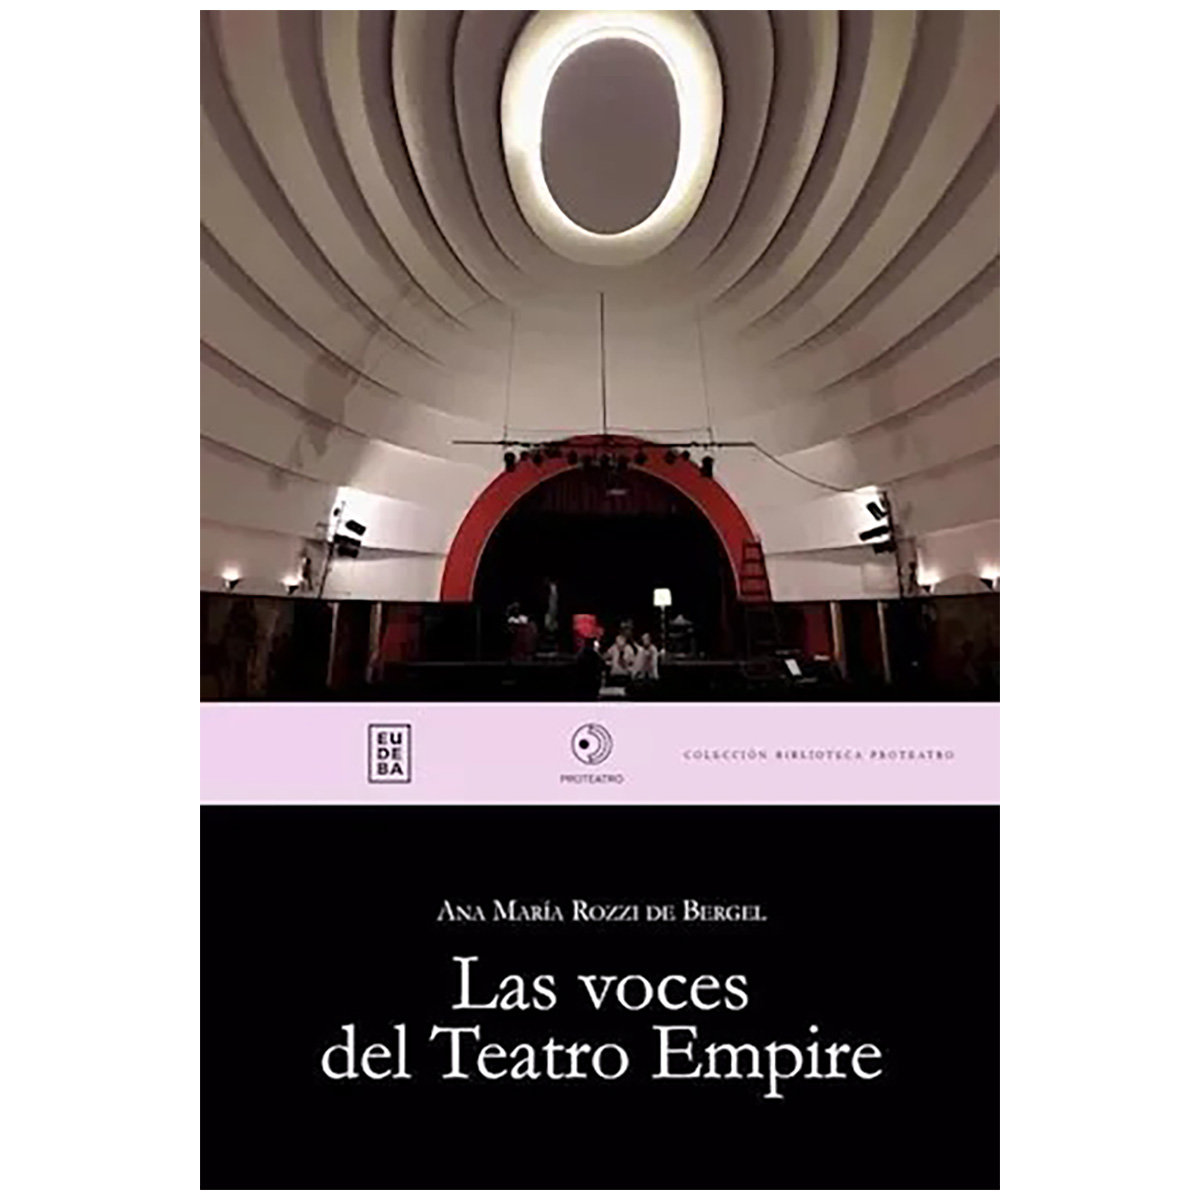 EU
DE
BA
PROTEATRO
COLECCIÓN BIBLIOTECA PROTEATRO
ANA MARÍA ROZZI DE BERGEL
Las voces
del Teatro Empire